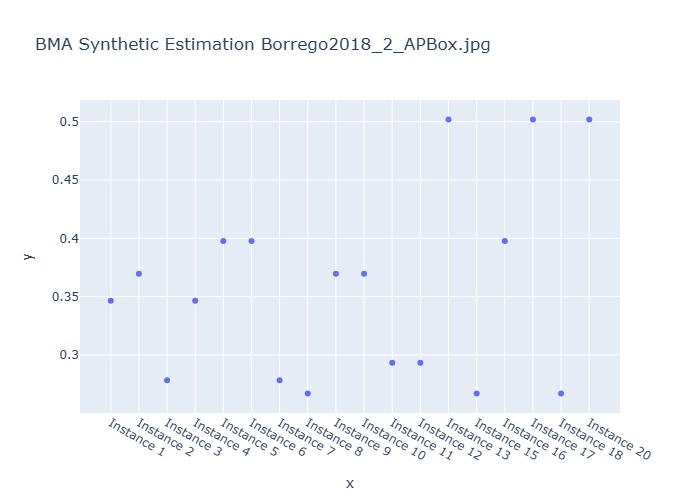 BMA Synthetic Estimation Borrego2018_2_APBox.jpg
0.5
0.45
0.4
0.35
0.3
y
Instance 1
Instance 2
Instance 3
Instance 4
Instance 5
Instance 6
Instance 7
Instance 8
Instance 9
Instance 10
Instance 11
Instance 12
Instance 13
Instance 15
Instance 16
Instance 17
Instance 18
Instance 20
x